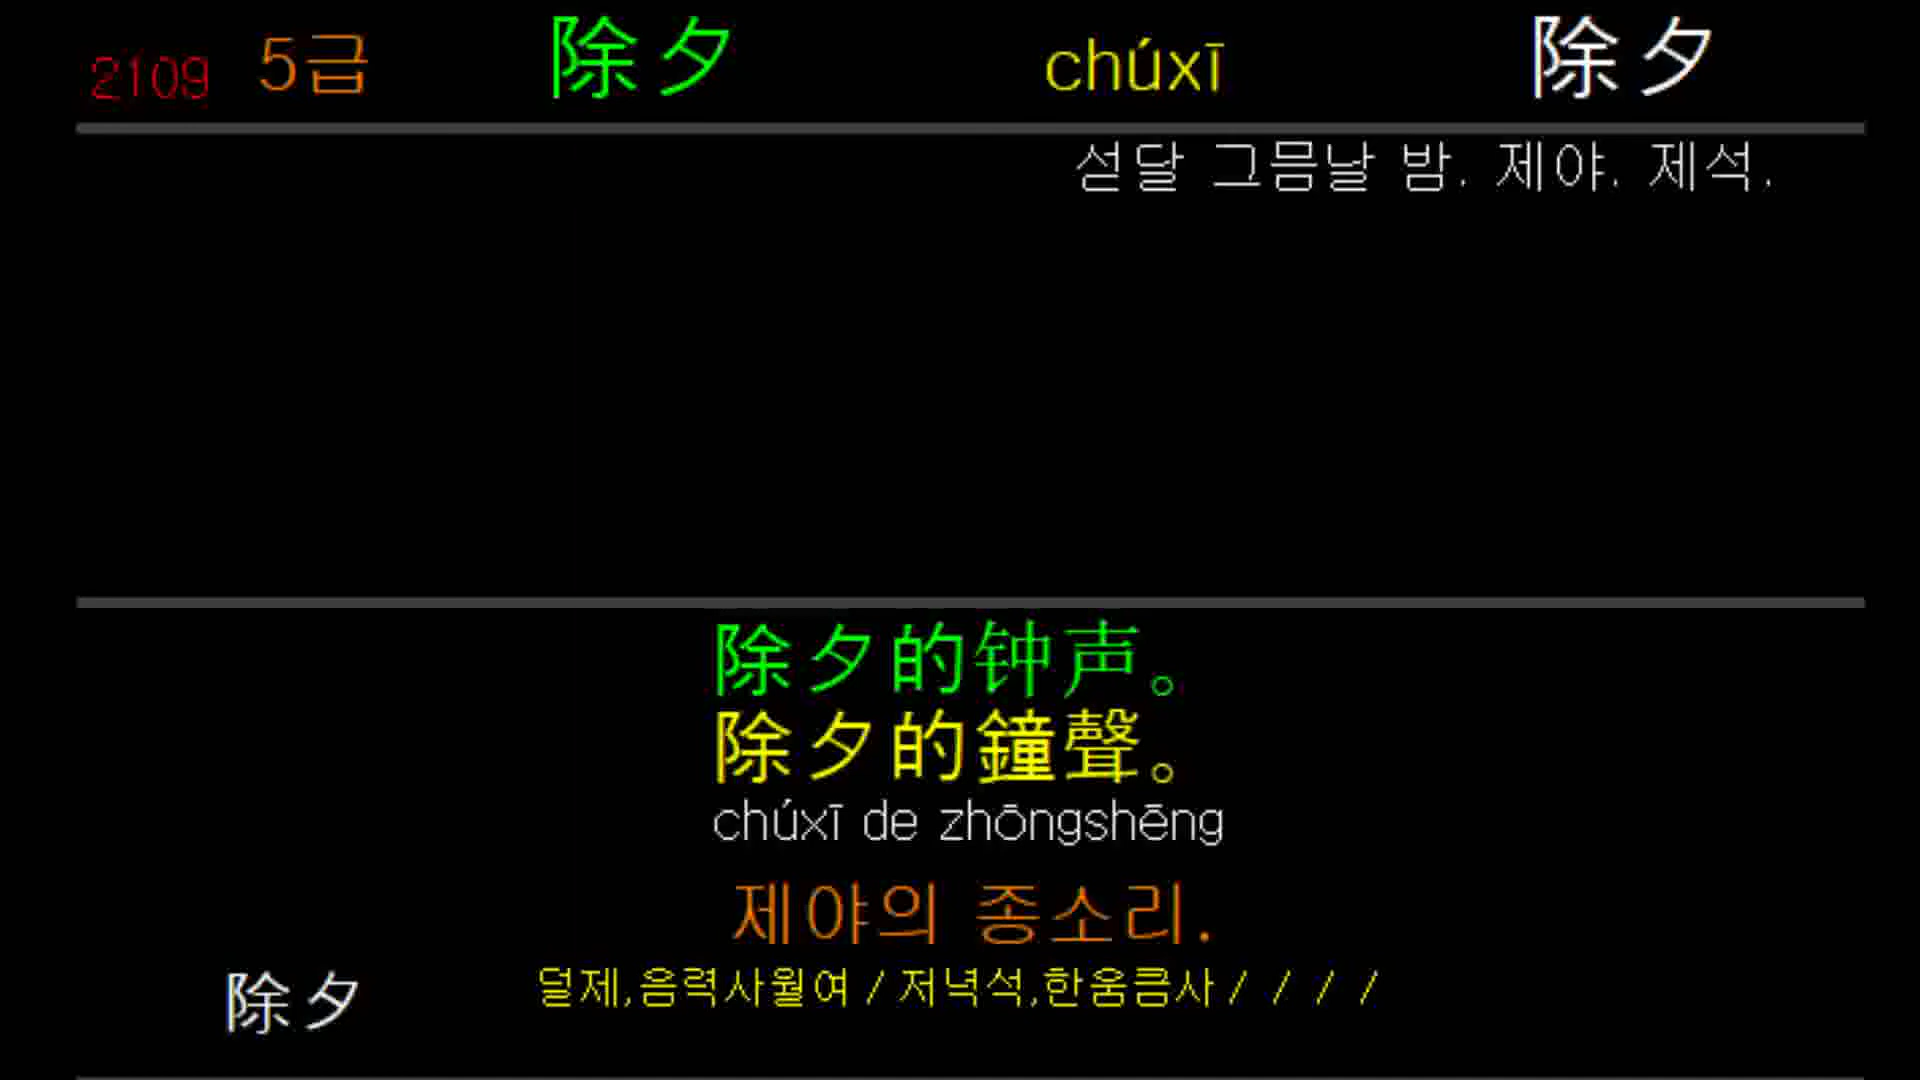 2109 5급 除夕 chúxī 除夕
섣달 그믐날 밤. 제야. 제석.
除夕的钟声。
除夕的鐘聲。
chúxī de zhōngshēng
제야의 종소리.
除夕 덜제,음력사월여 / 저녁석,한움큼사 / / / /